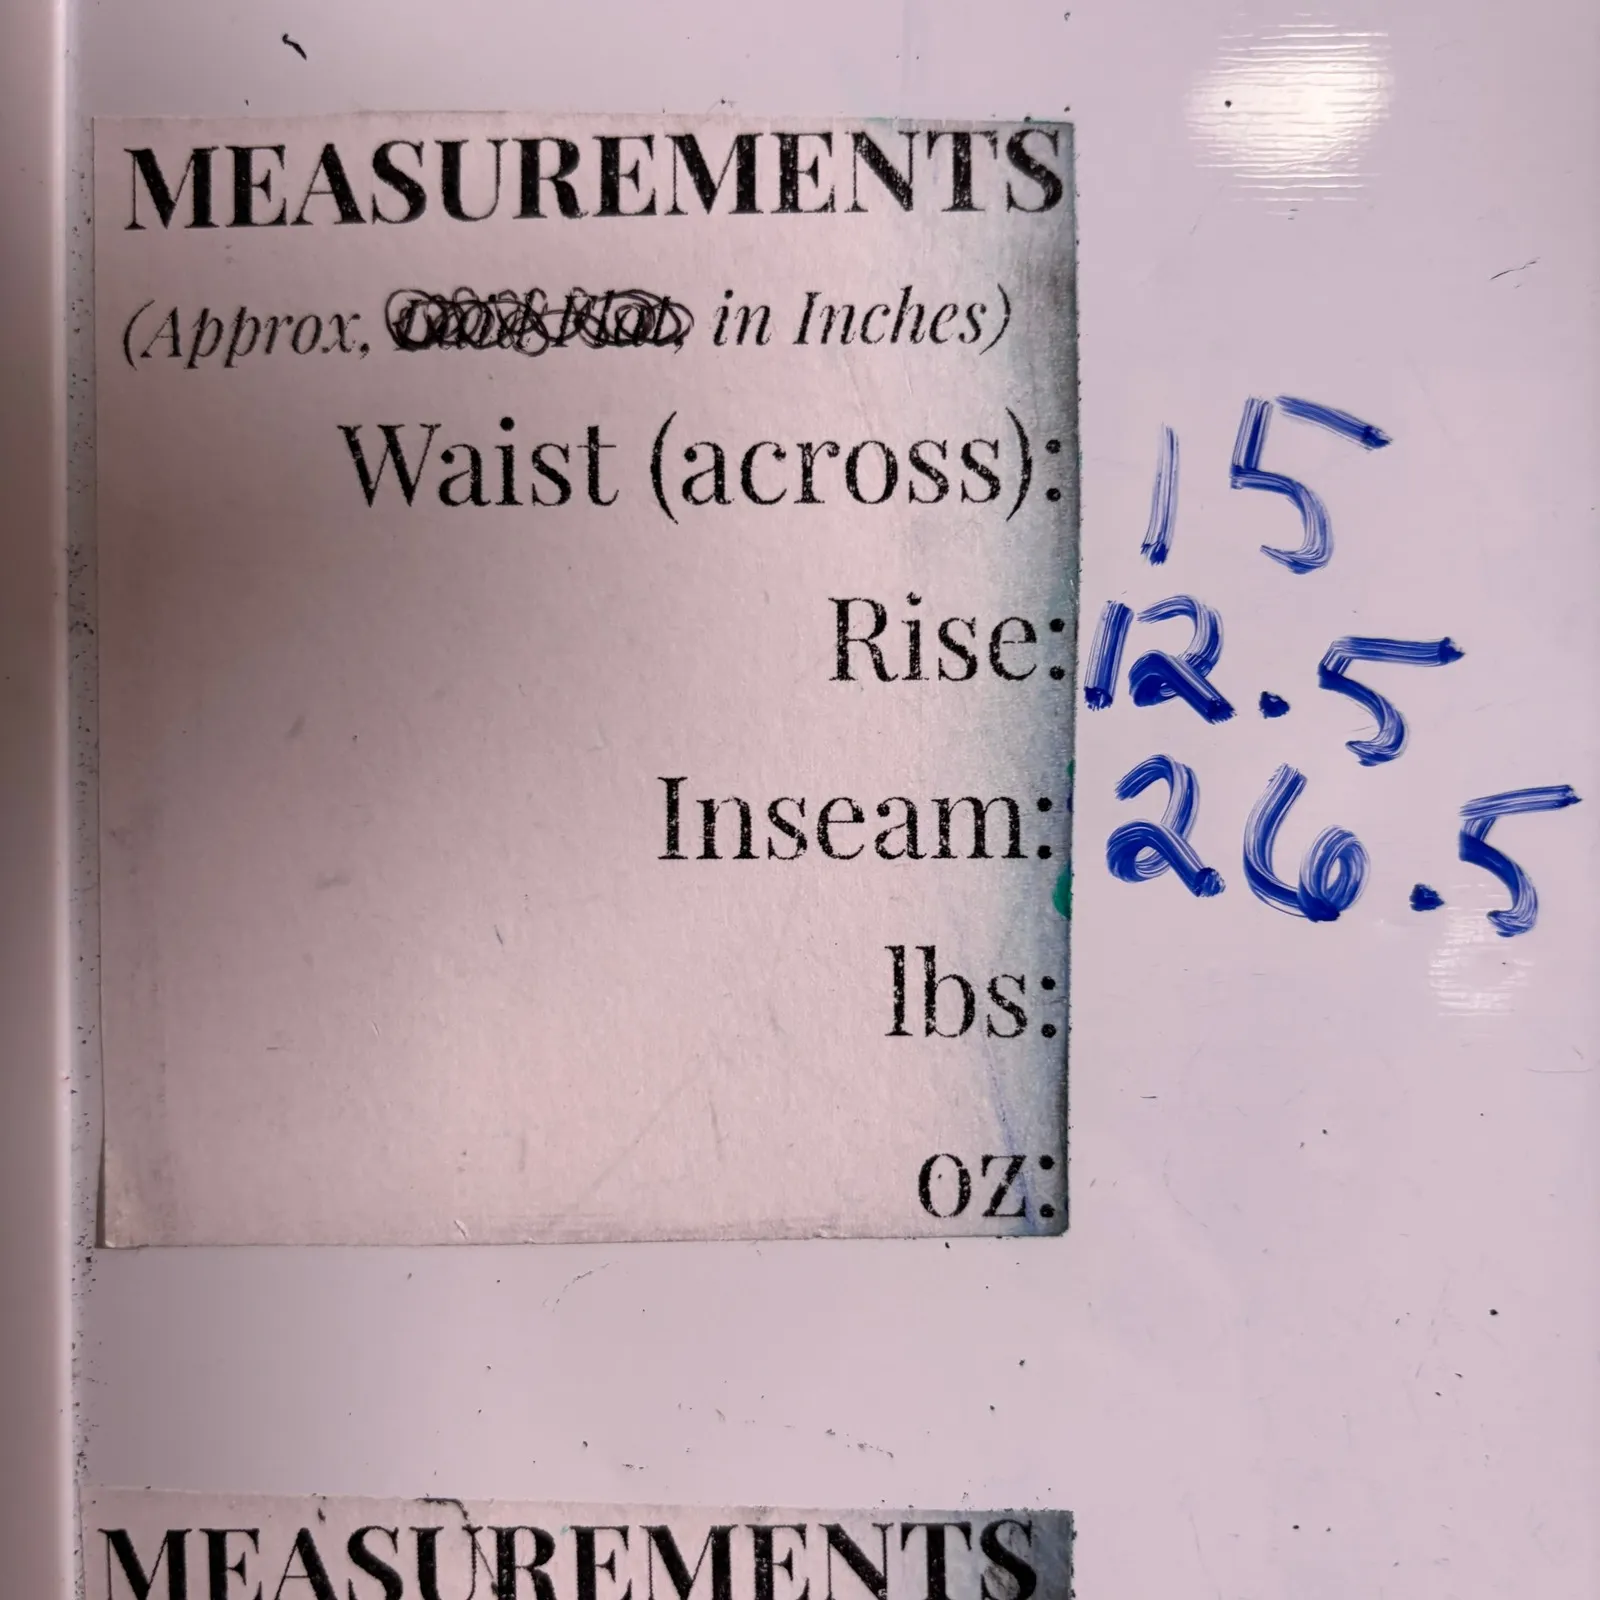 MEASUREMENTS
(Approx, in Inches)
Waist (across): 15
Rise: 12.5
Inseam: 26.5
lbs:
oz:
MEASUREMENTS